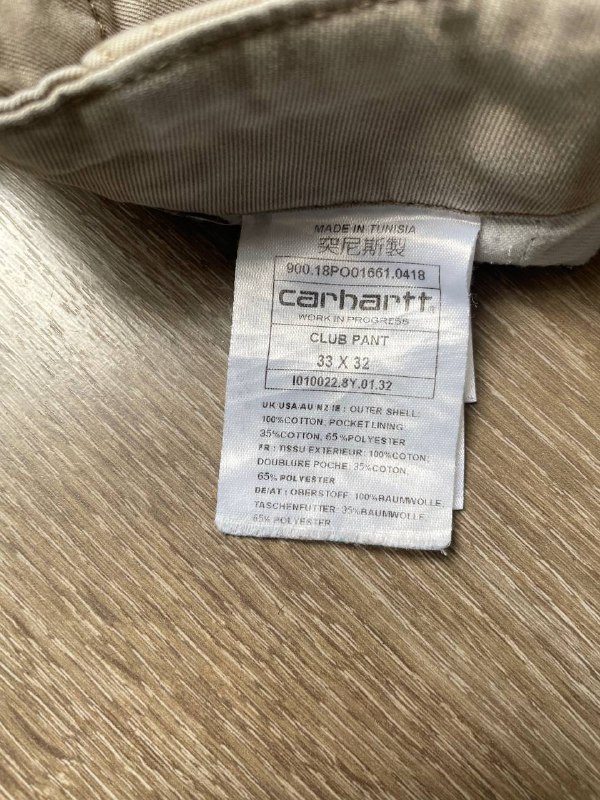 MADE IN TUNISIA
突尼斯製
900.18PO01661.0418
carhartt®
WORK IN PROGRESS
CLUB PANT
33 X 32
I010022.8Y.01.32
UK USA/AU NZ IE : OUTER SHELL:
100%COTTON, POCKET LINING
35%COTTON, 65%POLYESTER
FR : TISSU EXTERIEUR: 100%COTON,
DOUBLURE POCHE: 35%COTON,
65% POLYESTER
DE/AT : OBERSTOFF: 100%BAUMWOLLE,
TASCHENFUTTER: 35%BAUMWOLLE,
65% POLYESTER